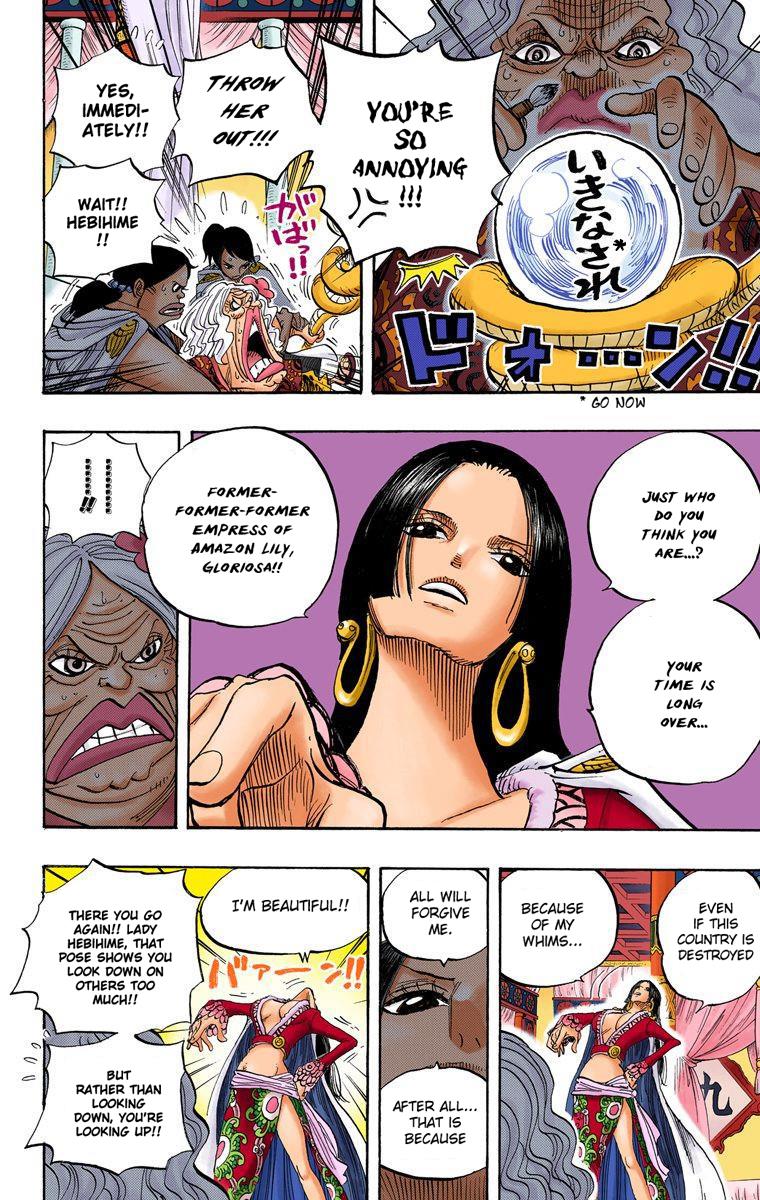 いきなされ*
ドォ…ン!!
* GO NOW
YOU'RE
SO
ANNOYING
!!!
THROW
HER
OUT!!!
YES,
IMMEDI-
ATELY!!
WAIT!!
HEBIHIME
!!
がばっ!!
JUST WHO
DO YOU
THINK YOU
ARE...?
YOUR
TIME IS
LONG
OVER...
FORMER-
FORMER-FORMER
EMPRESS OF
AMAZON LILY,
GLORIOSA!!
............!!
EVEN
IF THIS
COUNTRY IS
DESTROYED
BECAUSE
OF MY
WHIMS...
九
ALL WILL
FORGIVE
ME.
AFTER ALL...
THAT IS
BECAUSE
I'M BEAUTIFUL!!
バァーン!!
THERE YOU GO
AGAIN!! LADY
HEBIHIME, THAT
POSE SHOWS YOU
LOOK DOWN ON
OTHERS TOO
MUCH!!
BUT
RATHER THAN
LOOKING
DOWN, YOU'RE
LOOKING UP!!